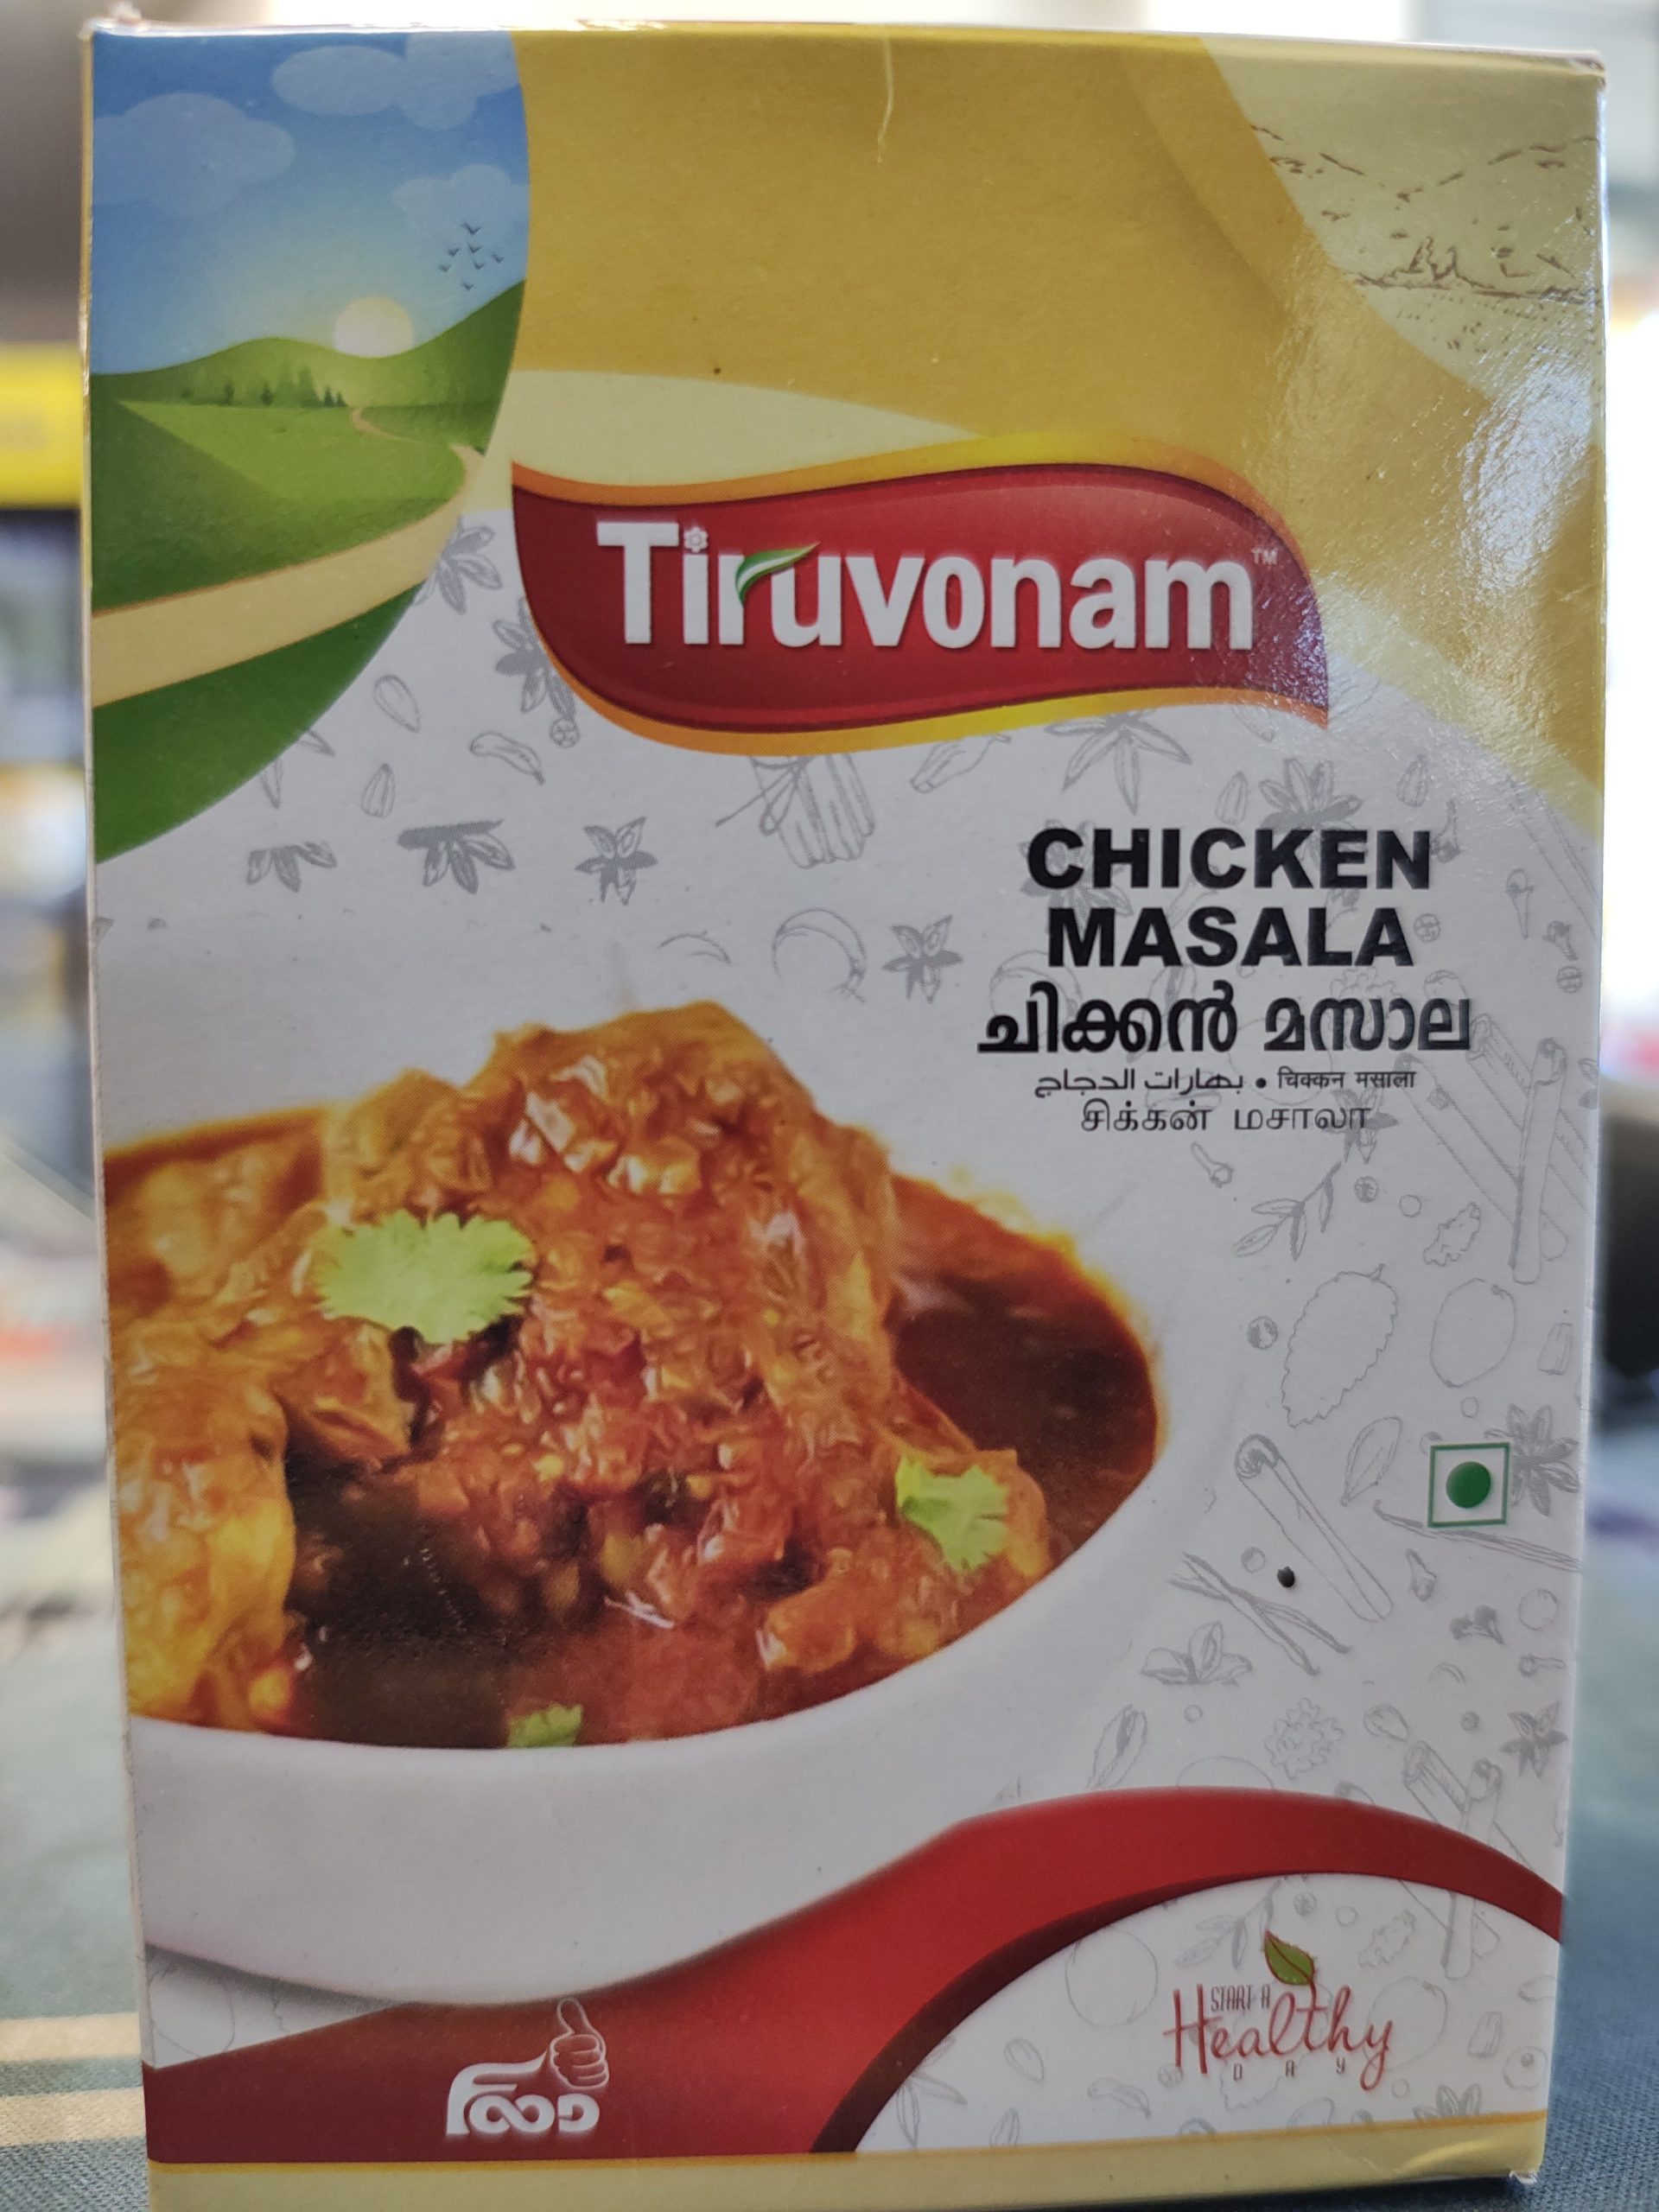 Tiruvonam™
CHICKEN
MASALA
ചിക്കൻ മസാല
بهارات الدجاج • चिक्कन मसाला
சிக்கன் மசாலா
START A
Healthy
DAY